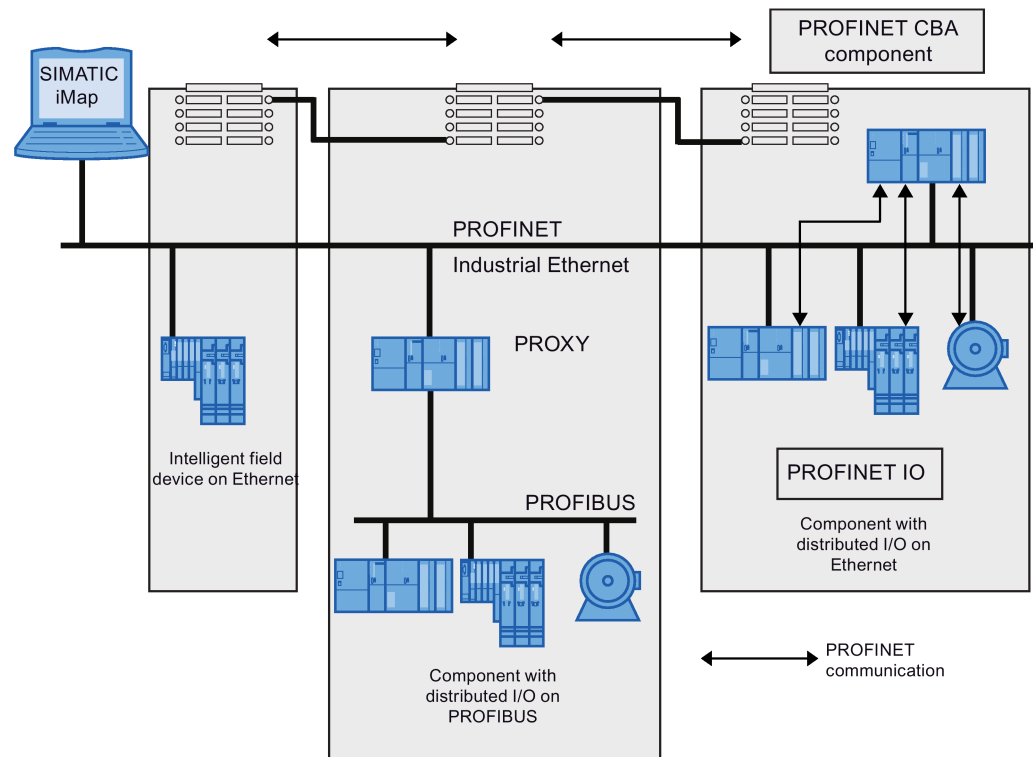 PROFINET CBA
component
SIMATIC
iMap
PROFINET
Industrial Ethernet
PROXY
Intelligent field
device on Ethernet
PROFINET IO
PROFIBUS
Component with
distributed I/O on
Ethernet
PROFINET
communication
Component with
distributed I/O on
PROFIBUS